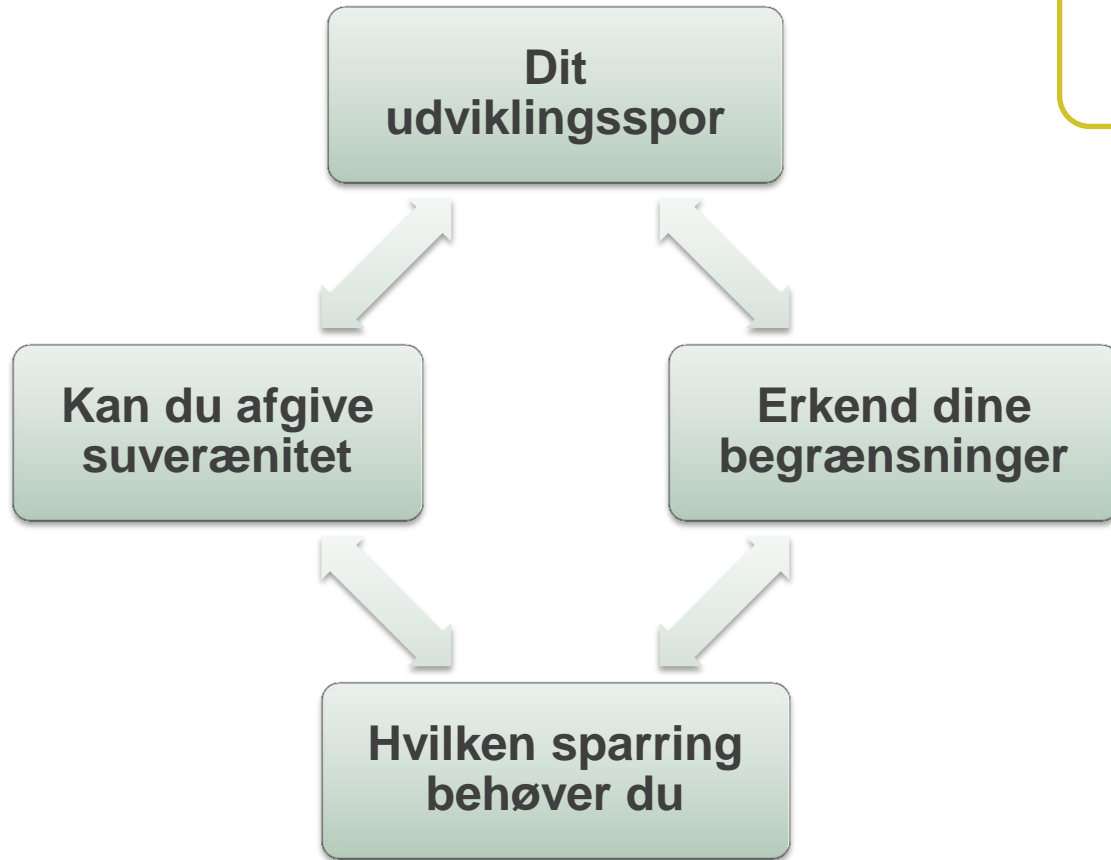 Dit
udviklingsspor
Kan du afgive
suverænitet
Erkend dine
begrænsninger
Hvilken sparring
behøver du